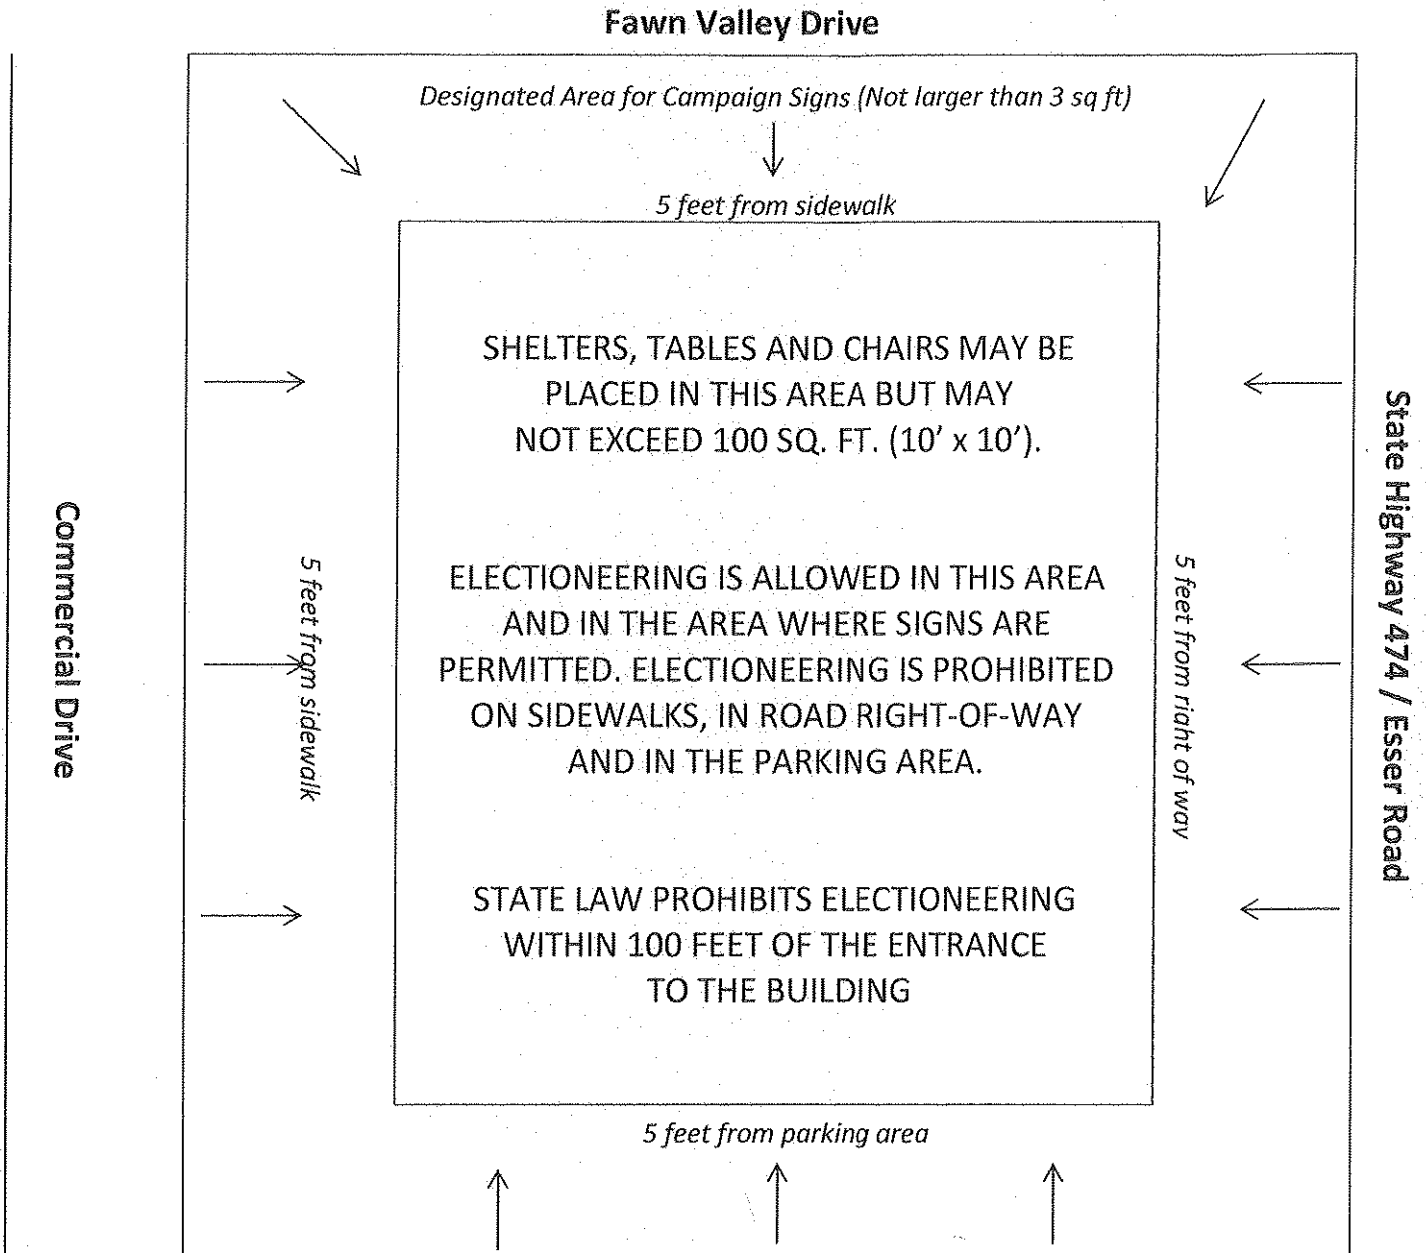 Fawn Valley Drive
Designated Area for Campaign Signs (Not larger than 3 sq ft)
5 feet from sidewalk
SHELTERS, TABLES AND CHAIRS MAY BE
PLACED IN THIS AREA BUT MAY
NOT EXCEED 100 SQ. FT. (10' x 10').
ELECTIONEERING IS ALLOWED IN THIS AREA
AND IN THE AREA WHERE SIGNS ARE
PERMITTED. ELECTIONEERING IS PROHIBITED
ON SIDEWALKS, IN ROAD RIGHT-OF-WAY
AND IN THE PARKING AREA.
STATE LAW PROHIBITS ELECTIONEERING
WITHIN 100 FEET OF THE ENTRANCE
TO THE BUILDING
5 feet from parking area
Commercial Drive
5 feet from sidewalk
5 feet from right of way
State Highway 474 / Esser Road